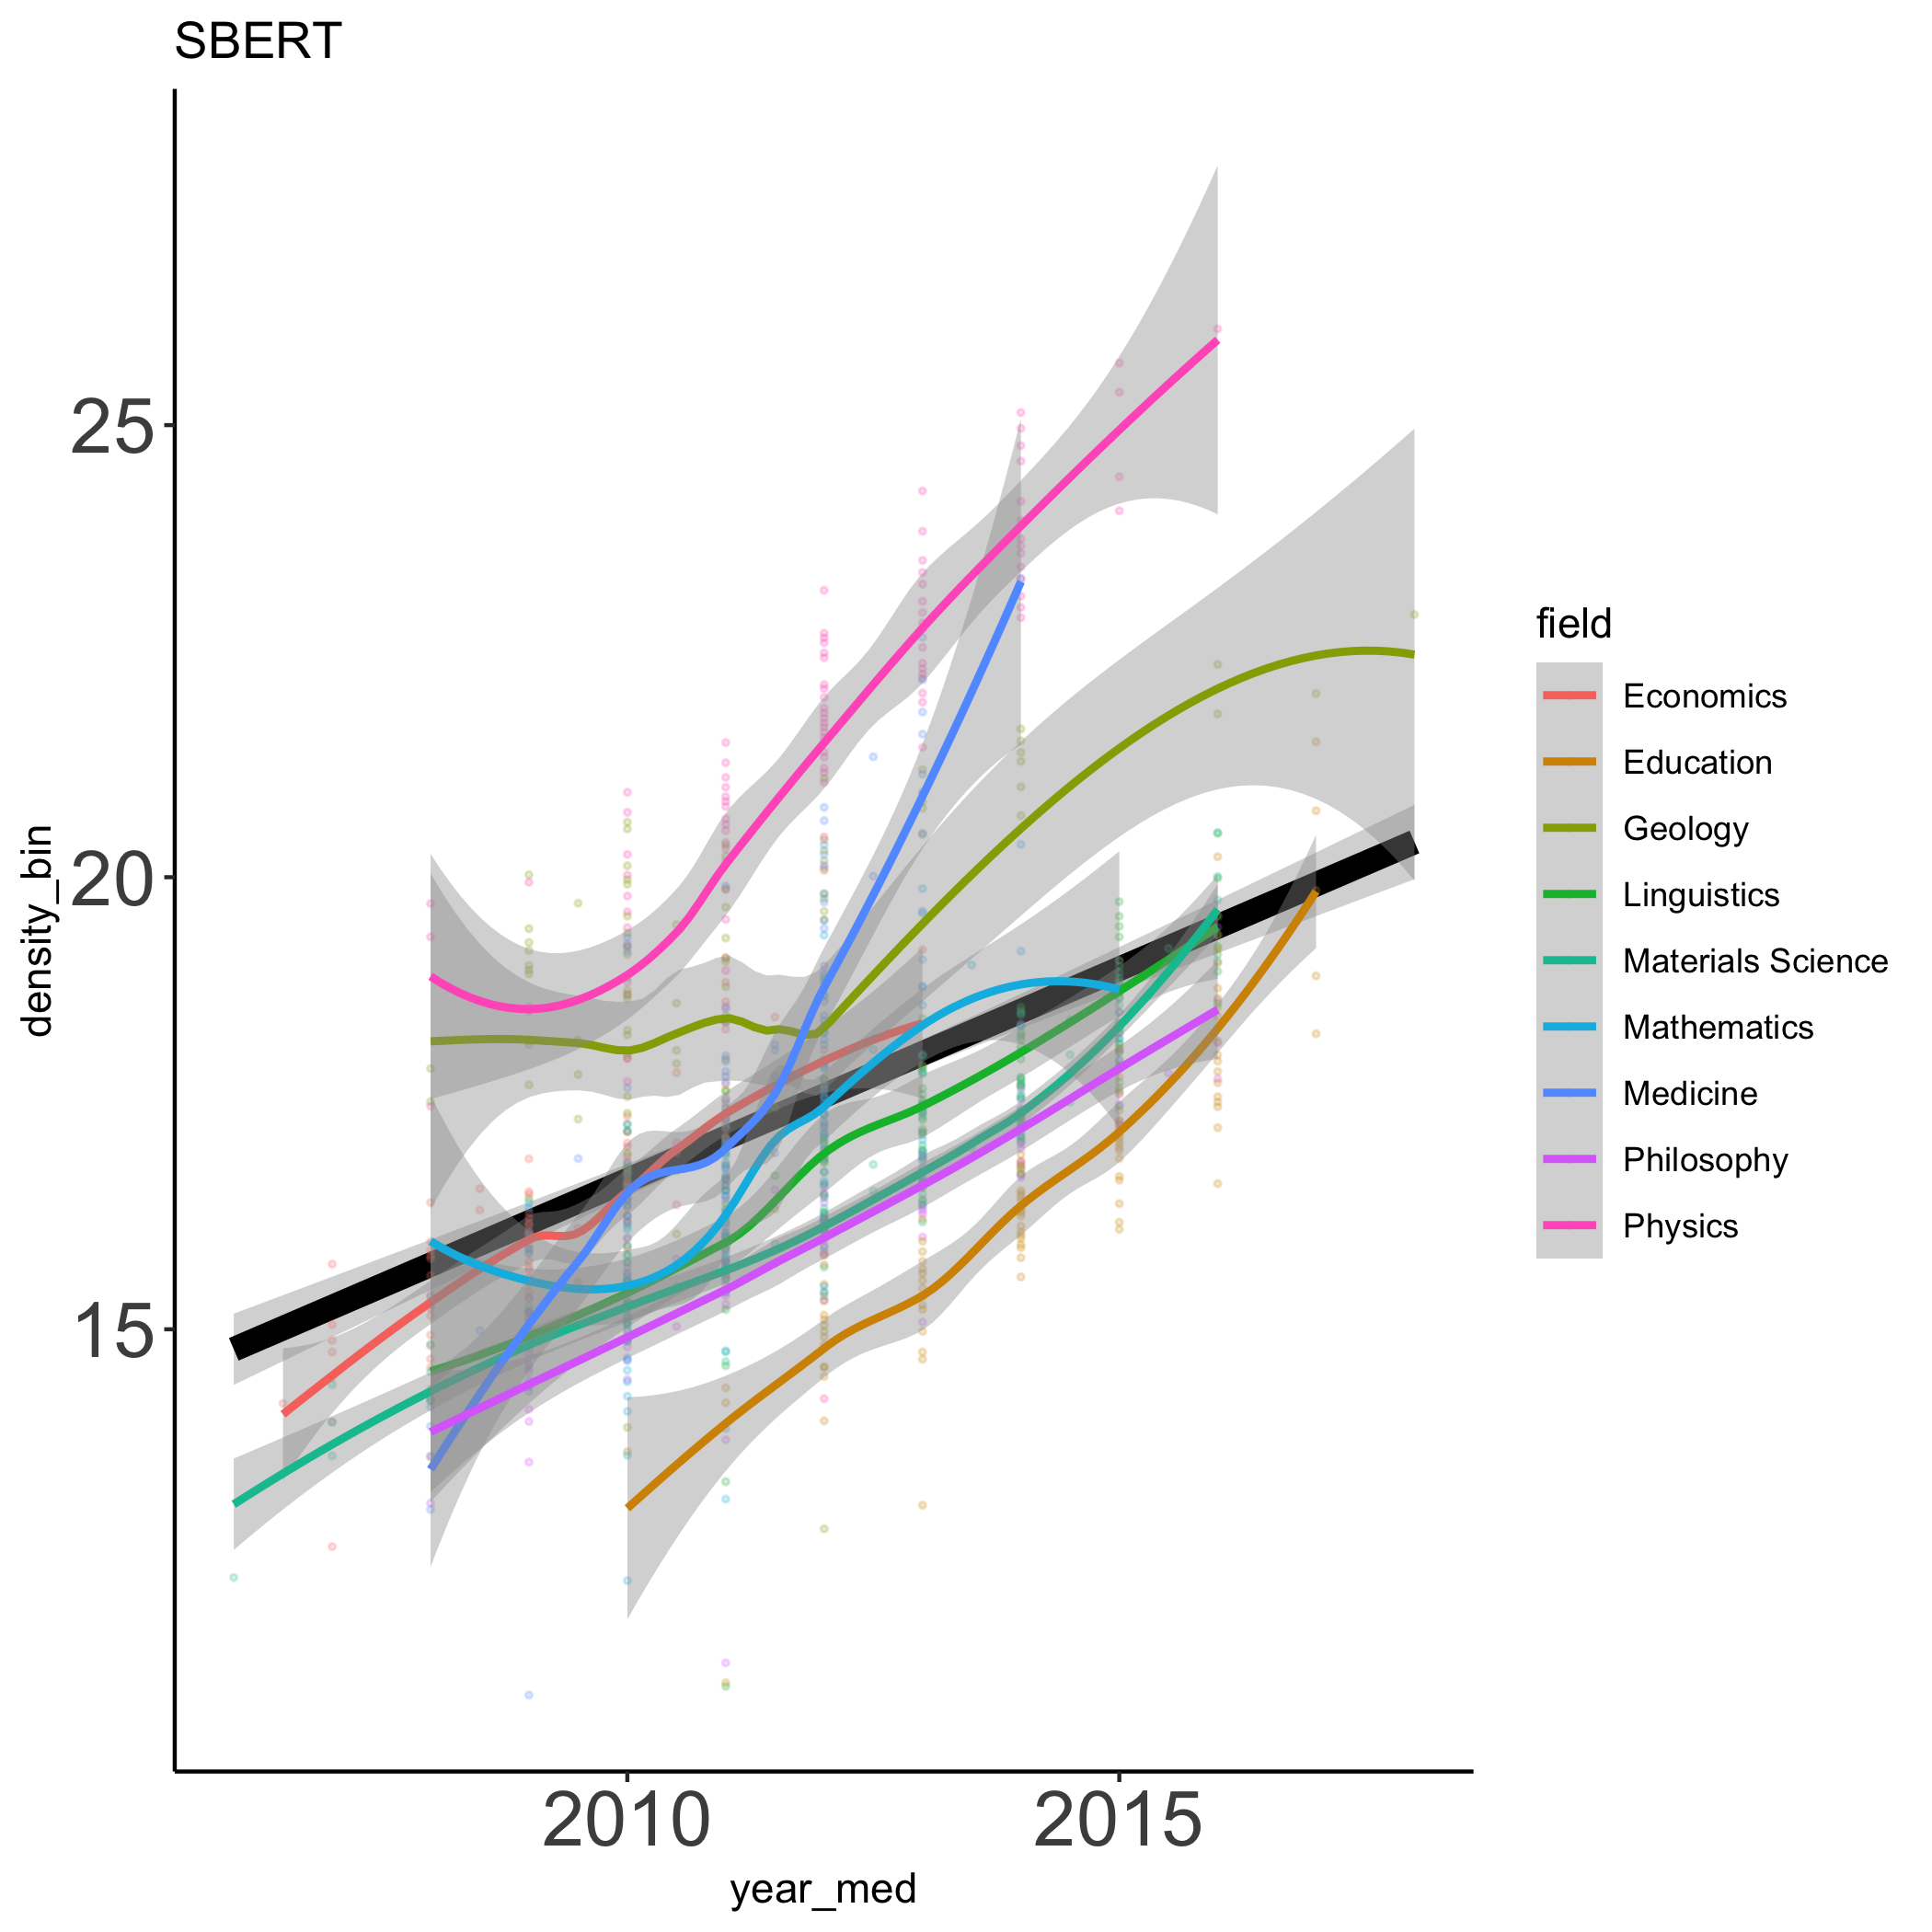 SBERT
25
20
15
density_bin
2010
2015
year_med
field
Economics
Education
Geology
Linguistics
Materials Science
Mathematics
Medicine
Philosophy
Physics